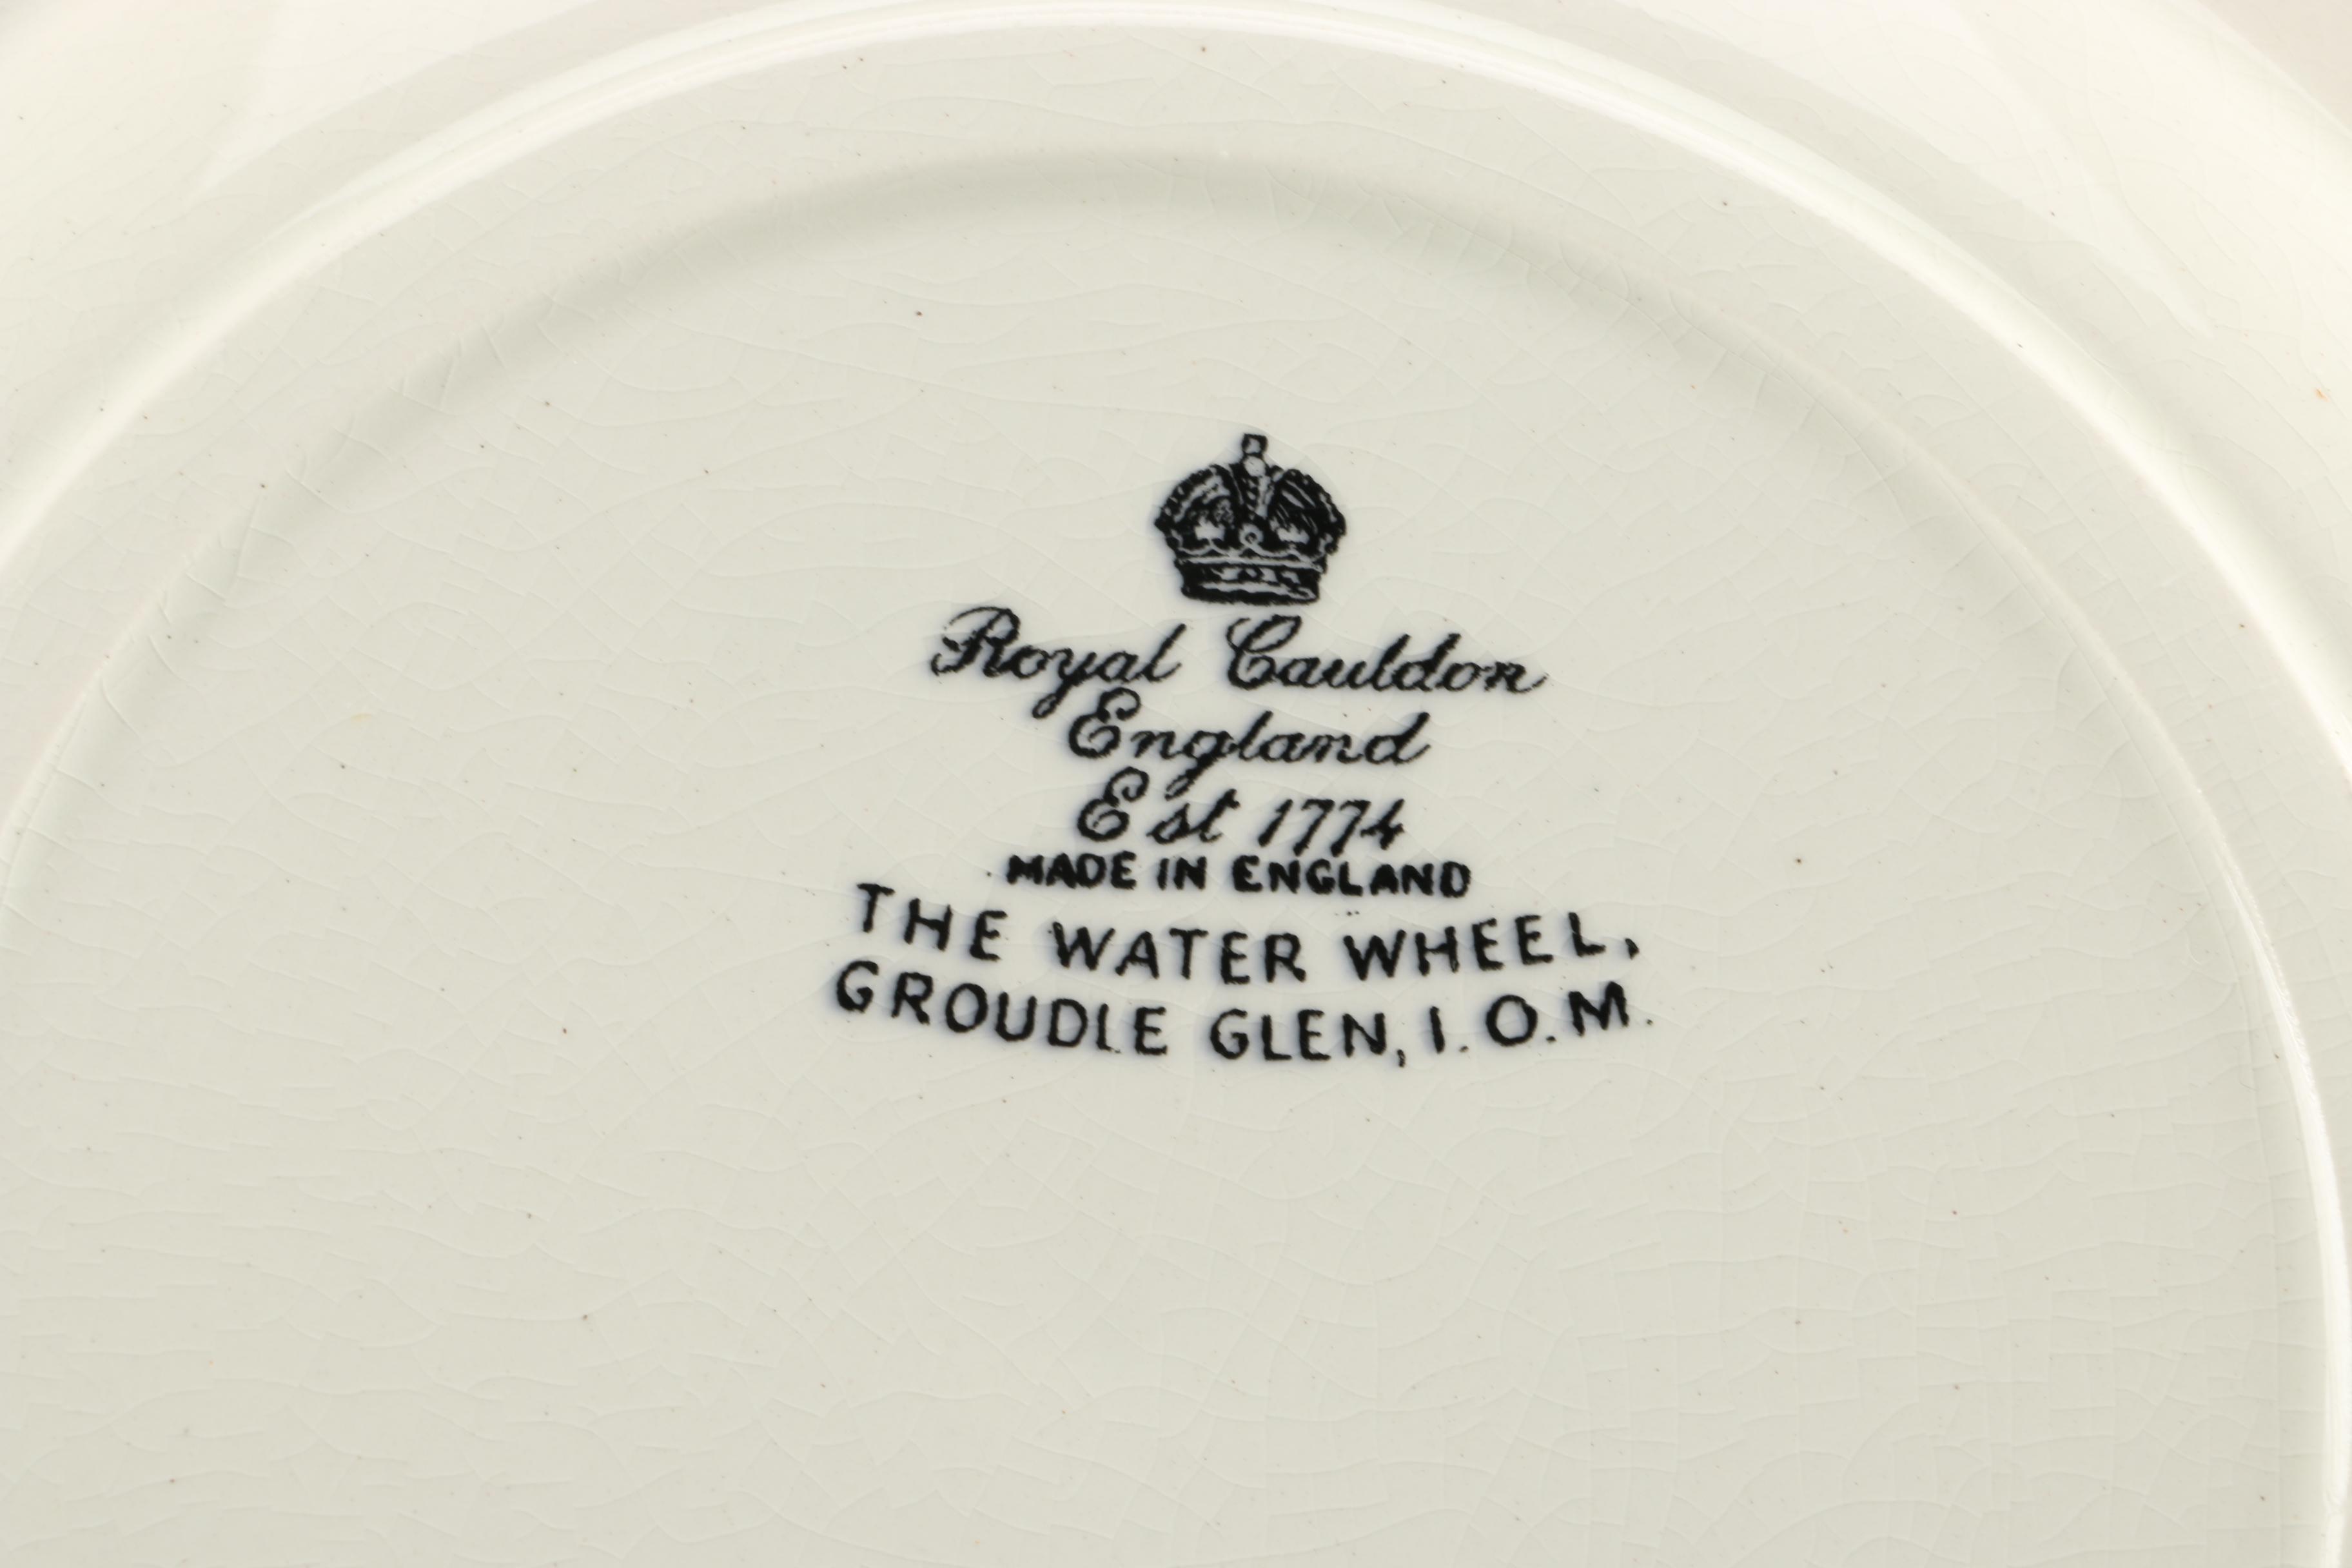 Royal Cauldon
England
Est 1774
MADE IN ENGLAND
THE WATER WHEEL,
GROUDLE GLEN, I.O.M.